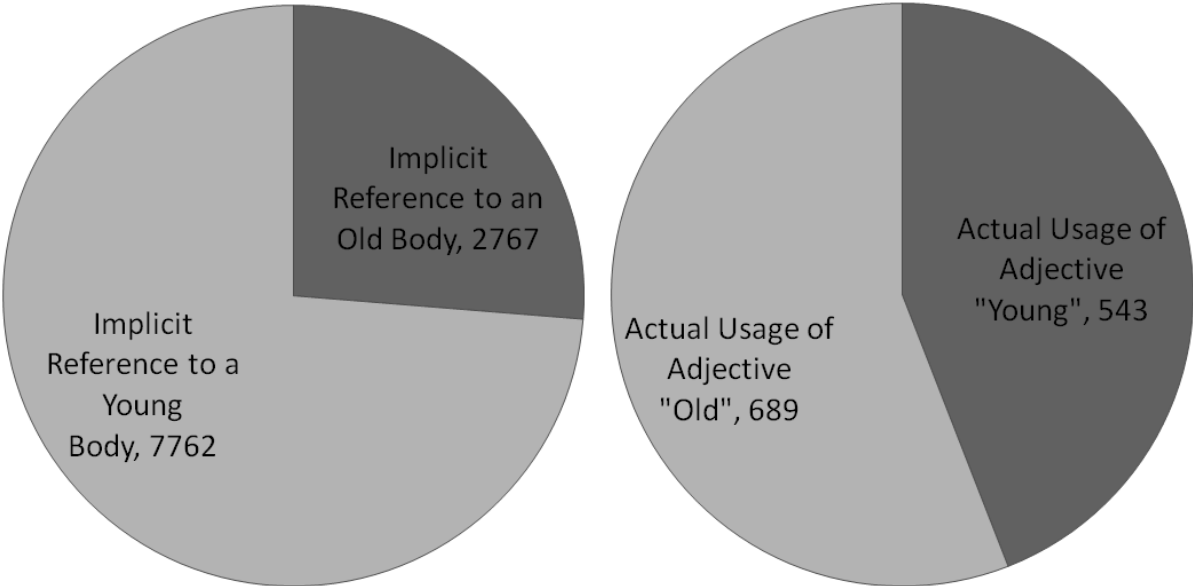 Implicit
Reference to an
Old Body, 2767
Implicit
Reference to a
Young
Body, 7762
Actual Usage of
Adjective
"Young", 543
Actual Usage of
Adjective
"Old", 689